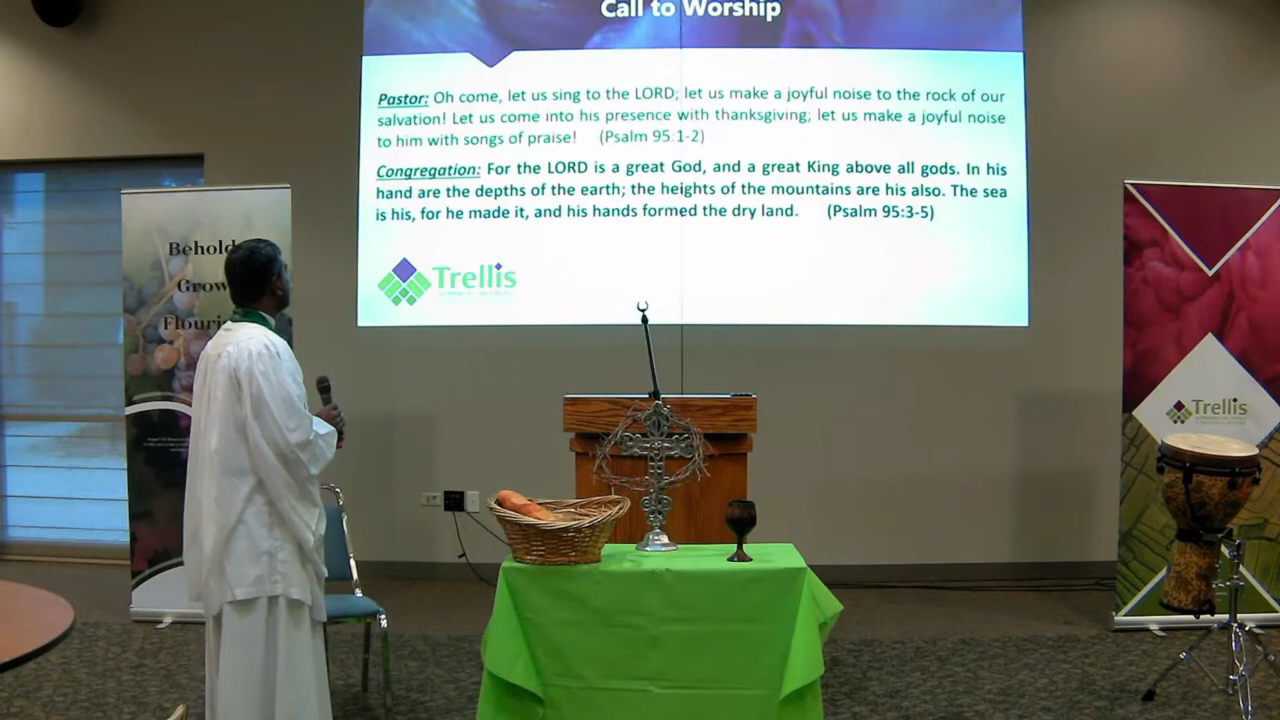 Call to Worship
Pastor: Oh come, let us sing to the LORD; let us make a joyful noise to the rock of our
salvation! Let us come into his presence with thanksgiving; let us make a joyful noise
to him with songs of praise! (Psalm 95:1-2)
Congregation: For the LORD is a great God, and a great King above all gods. In his
hand are the depths of the earth; the heights of the mountains are his also. The sea
is his, for he made it, and his hands formed the dry land. (Psalm 95:3-5)
Trellis
Behold
Grow
Flouri
Trellis